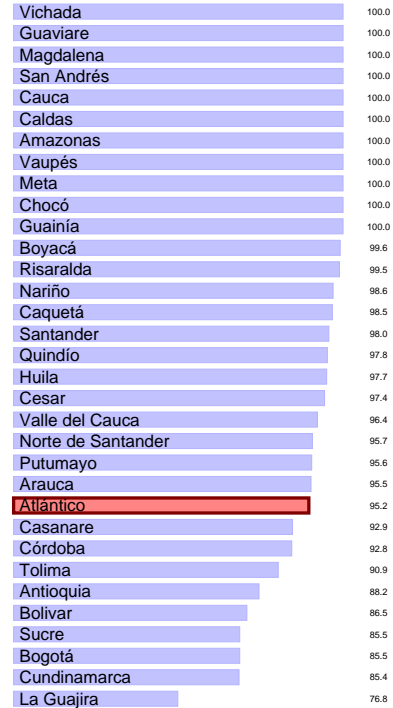 Vichada 100.0
Guaviare 100.0
Magdalena 100.0
San Andrés 100.0
Cauca 100.0
Caldas 100.0
Amazonas 100.0
Vaupés 100.0
Meta 100.0
Chocó 100.0
Guainía 100.0
Boyacá 99.6
Risaralda 99.5
Nariño 98.6
Caquetá 98.5
Santander 98.0
Quindío 97.8
Huila 97.7
Cesar 97.4
Valle del Cauca 96.4
Norte de Santander 95.7
Putumayo 95.6
Arauca 95.5
Atlántico 95.2
Casanare 92.9
Córdoba 92.8
Tolima 90.9
Antioquia 88.2
Bolivar 86.5
Sucre 85.5
Bogotá 85.5
Cundinamarca 85.4
La Guajira 76.8